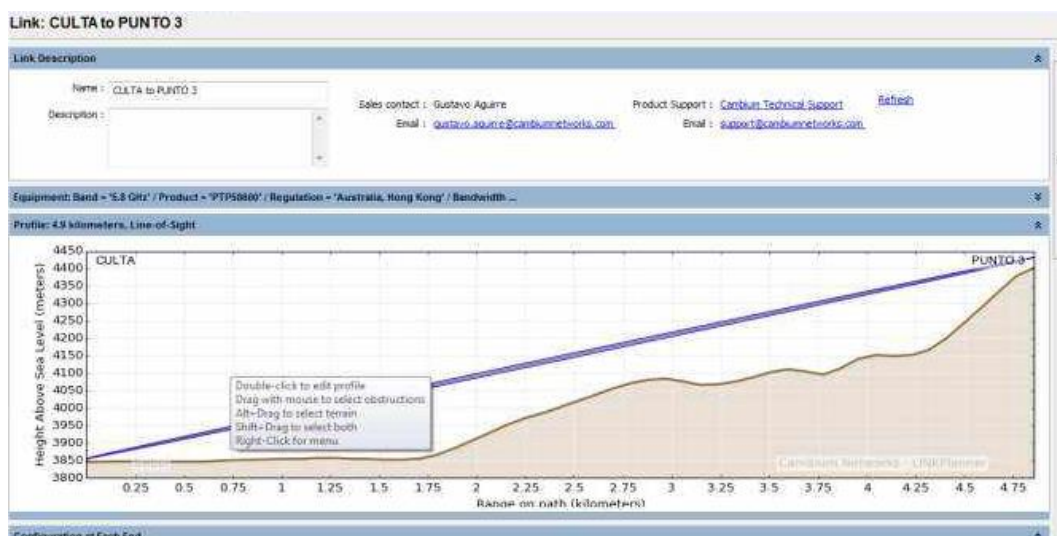 Link: CULTA to PUNTO 3
Link Description
Name : CULTA to PUNTO 3
Description :
Sales contact : Gustavo Aguirre
Email : gustavo.aguirre@cambiumnetworks.com
Product Support : Cambium Technical Support
Email : support@cambiumnetworks.com
Refresh
Equipment: Band = '5.8 GHz' / Product = 'PTP58600' / Regulation = 'Australia, Hong Kong' / Bandwidth ...
Profile: 4.9 kilometers, Line-of-Sight
Height Above Sea Level (meters)
4450
4400
4350
4300
4250
4200
4150
4100
4050
4000
3950
3900
3850
3800
CULTA
PUNTO 3
Double-click to edit profile
Drag with mouse to select obstructions
Alt+Drag to select terrain
Shift+Drag to select both
Right-Click for menu
Cambium Networks - LINKPlanner
0.25 0.5 0.75 1 1.25 1.5 1.75 2 2.25 2.5 2.75 3 3.25 3.5 3.75 4 4.25 4.5 4.75
Range on path (kilometers)
Configuration at Each End